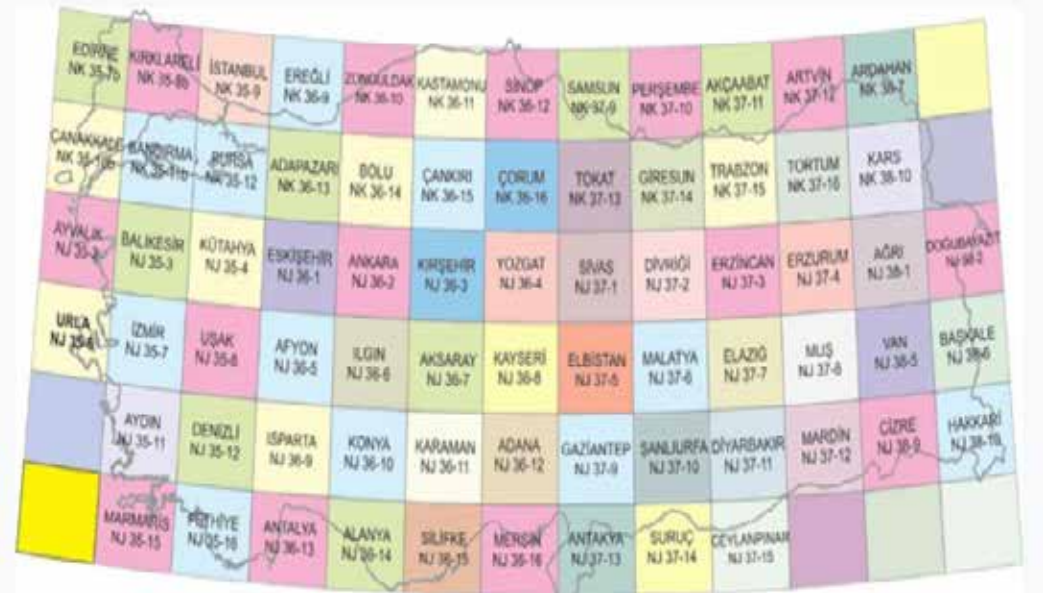 EDİRNE
NK 35-7b
KIRKLARELİ
NK 35-8b
İSTANBUL
NK 35-9
EREĞLİ
NK 36-9
ZONGULDAK
NK 36-10
KASTAMONU
NK 36-11
SİNOP
NK 36-12
SAMSUN
NK-37-9
PERŞEMBE
NK 37-10
AKÇAABAT
NK 37-11
ARTVİN
NK 37-12
ARDAHAN
NK 38-7
ÇANAKKALE
NK 35-10b
BANDIRMA
NK 35-11b
BURSA
NK 35-12
ADAPAZARI
NK 36-13
BOLU
NK 36-14
ÇANKIRI
NK 36-15
ÇORUM
NK 36-16
TOKAT
NK 37-13
GİRESUN
NK 37-14
TRABZON
NK 37-15
TORTUM
NK 37-16
KARS
NK 38-10
AYVALIK
NJ 35-2
BALIKESİR
NJ 35-3
KÜTAHYA
NJ 35-4
ESKİŞEHİR
NJ 36-1
ANKARA
NJ 36-2
KIRŞEHİR
NJ 36-3
YOZGAT
NJ 36-4
SİVAS
NJ 37-1
DİVRİĞİ
NJ 37-2
ERZİNCAN
NJ 37-3
ERZURUM
NJ 37-4
AĞRI
NJ 38-1
DOĞUBAYAZIT
NJ 38-2
URLA
NJ 35-6
İZMİR
NJ 35-7
UŞAK
NJ 35-8
AFYON
NJ 36-5
ILGIN
NJ 36-6
AKSARAY
NJ 36-7
KAYSERİ
NJ 36-8
ELBİSTAN
NJ 37-5
MALATYA
NJ 37-6
ELAZIĞ
NJ 37-7
MUŞ
NJ 37-8
VAN
NJ 38-5
BAŞKALE
NJ 38-6
AYDIN
NJ 35-11
DENİZLİ
NJ 35-12
ISPARTA
NJ 36-9
KONYA
NJ 36-10
KARAMAN
NJ 36-11
ADANA
NJ 36-12
GAZİANTEP
NJ 37-9
ŞANLIURFA
NJ 37-10
DİYARBAKIR
NJ 37-11
MARDİN
NJ 37-12
CİZRE
NJ 38-9
HAKKARİ
NJ 38-10
MARMARİS
NJ 35-15
FETHİYE
NJ 35-16
ANTALYA
NJ 36-13
ALANYA
NJ 36-14
SİLİFKE
NJ 36-15
MERSİN
NJ 36-16
ANTAKYA
NJ 37-13
SURUÇ
NJ 37-14
CEYLANPINAR
NJ 37-15